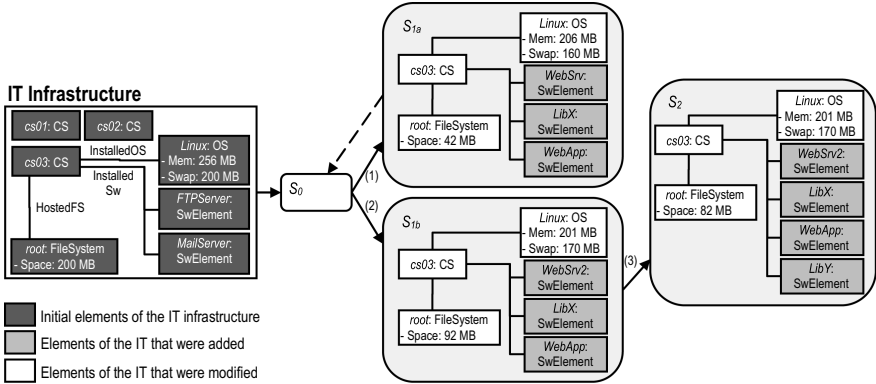 IT Infrastructure
cs01: CS
cs02: CS
cs03: CS
InstalledOS
Installed
Sw
HostedFS
Linux: OS
- Mem: 256 MB
- Swap: 200 MB
FTPServer:
SwElement
MailServer:
SwElement
root: FileSystem
- Space: 200 MB
S0
(1)
(2)
S1a
Linux: OS
- Mem: 206 MB
- Swap: 160 MB
cs03: CS
WebSrv:
SwElement
LibX:
SwElement
WebApp:
SwElement
root: FileSystem
- Space: 42 MB
S1b
Linux: OS
- Mem: 201 MB
- Swap: 170 MB
cs03: CS
WebSrv2:
SwElement
LibX:
SwElement
WebApp:
SwElement
root: FileSystem
- Space: 92 MB
(3)
S2
Linux: OS
- Mem: 201 MB
- Swap: 170 MB
cs03: CS
WebSrv2:
SwElement
LibX:
SwElement
WebApp:
SwElement
LibY:
SwElement
root: FileSystem
- Space: 82 MB
Initial elements of the IT infrastructure
Elements of the IT that were added
Elements of the IT that were modified